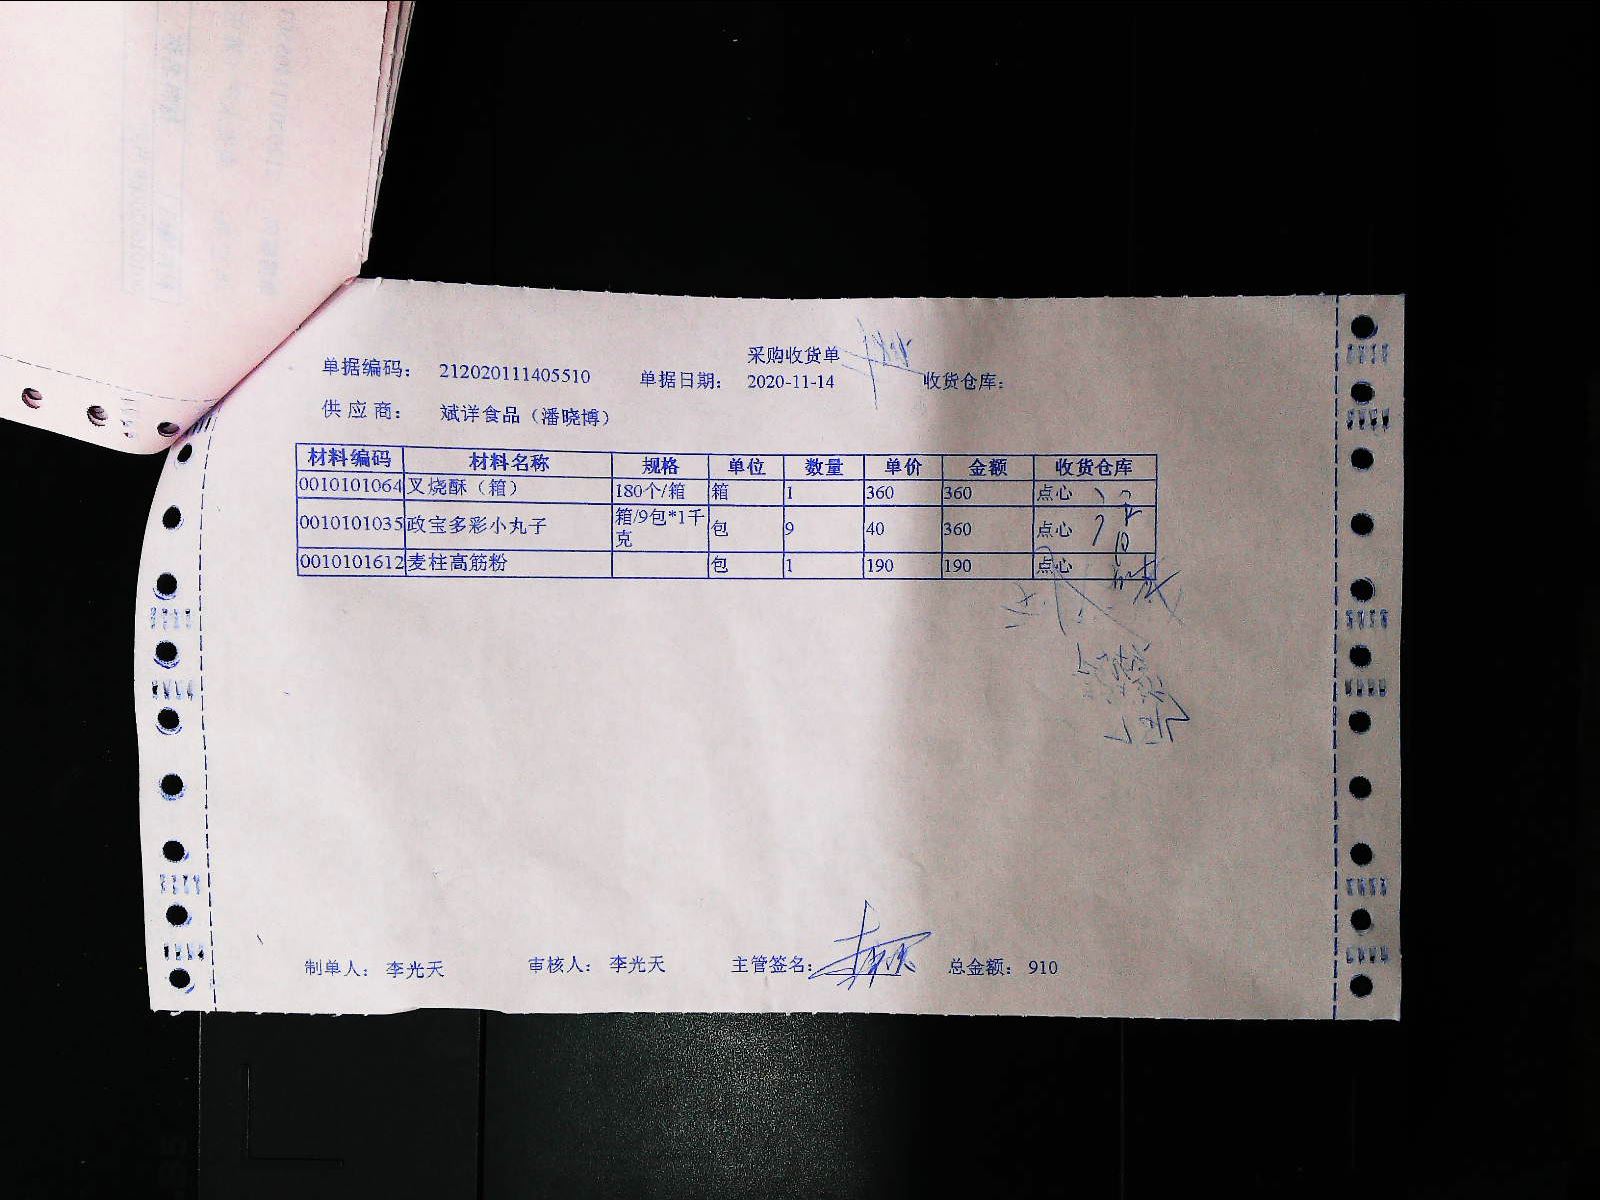 采购收货单
单据编码： 212020111405510 单据日期： 2020-11-14 收货仓库：
供应商： 斌详食品（潘晓博）
材料编码 材料名称 规格 单位 数量 单价 金额 收货仓库
0010101064 叉烧酥（箱） 180个/箱 箱 1 360 360 点心
0010101035 政宝多彩小丸子 箱/9包*1千克 包 9 40 360 点心
0010101612 麦柱高筋粉 包 1 190 190 点心
制单人： 李光天 审核人： 李光天 主管签名： 总金额： 910